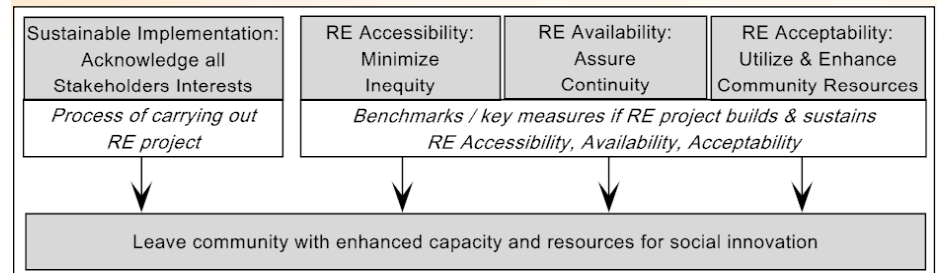 Sustainable Implementation:
Acknowledge all
Stakeholders Interests
Process of carrying out
RE project
RE Accessibility:
Minimize
Inequity
RE Availability:
Assure
Continuity
RE Acceptability:
Utilize & Enhance
Community Resources
Benchmarks / key measures if RE project builds & sustains
RE Accessibility, Availability, Acceptability
Leave community with enhanced capacity and resources for social innovation